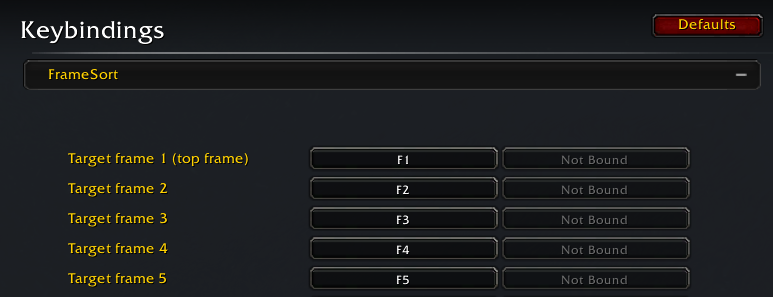 Keybindings
Defaults
FrameSort
Target frame 1 (top frame) F1 Not Bound
Target frame 2 F2 Not Bound
Target frame 3 F3 Not Bound
Target frame 4 F4 Not Bound
Target frame 5 F5 Not Bound